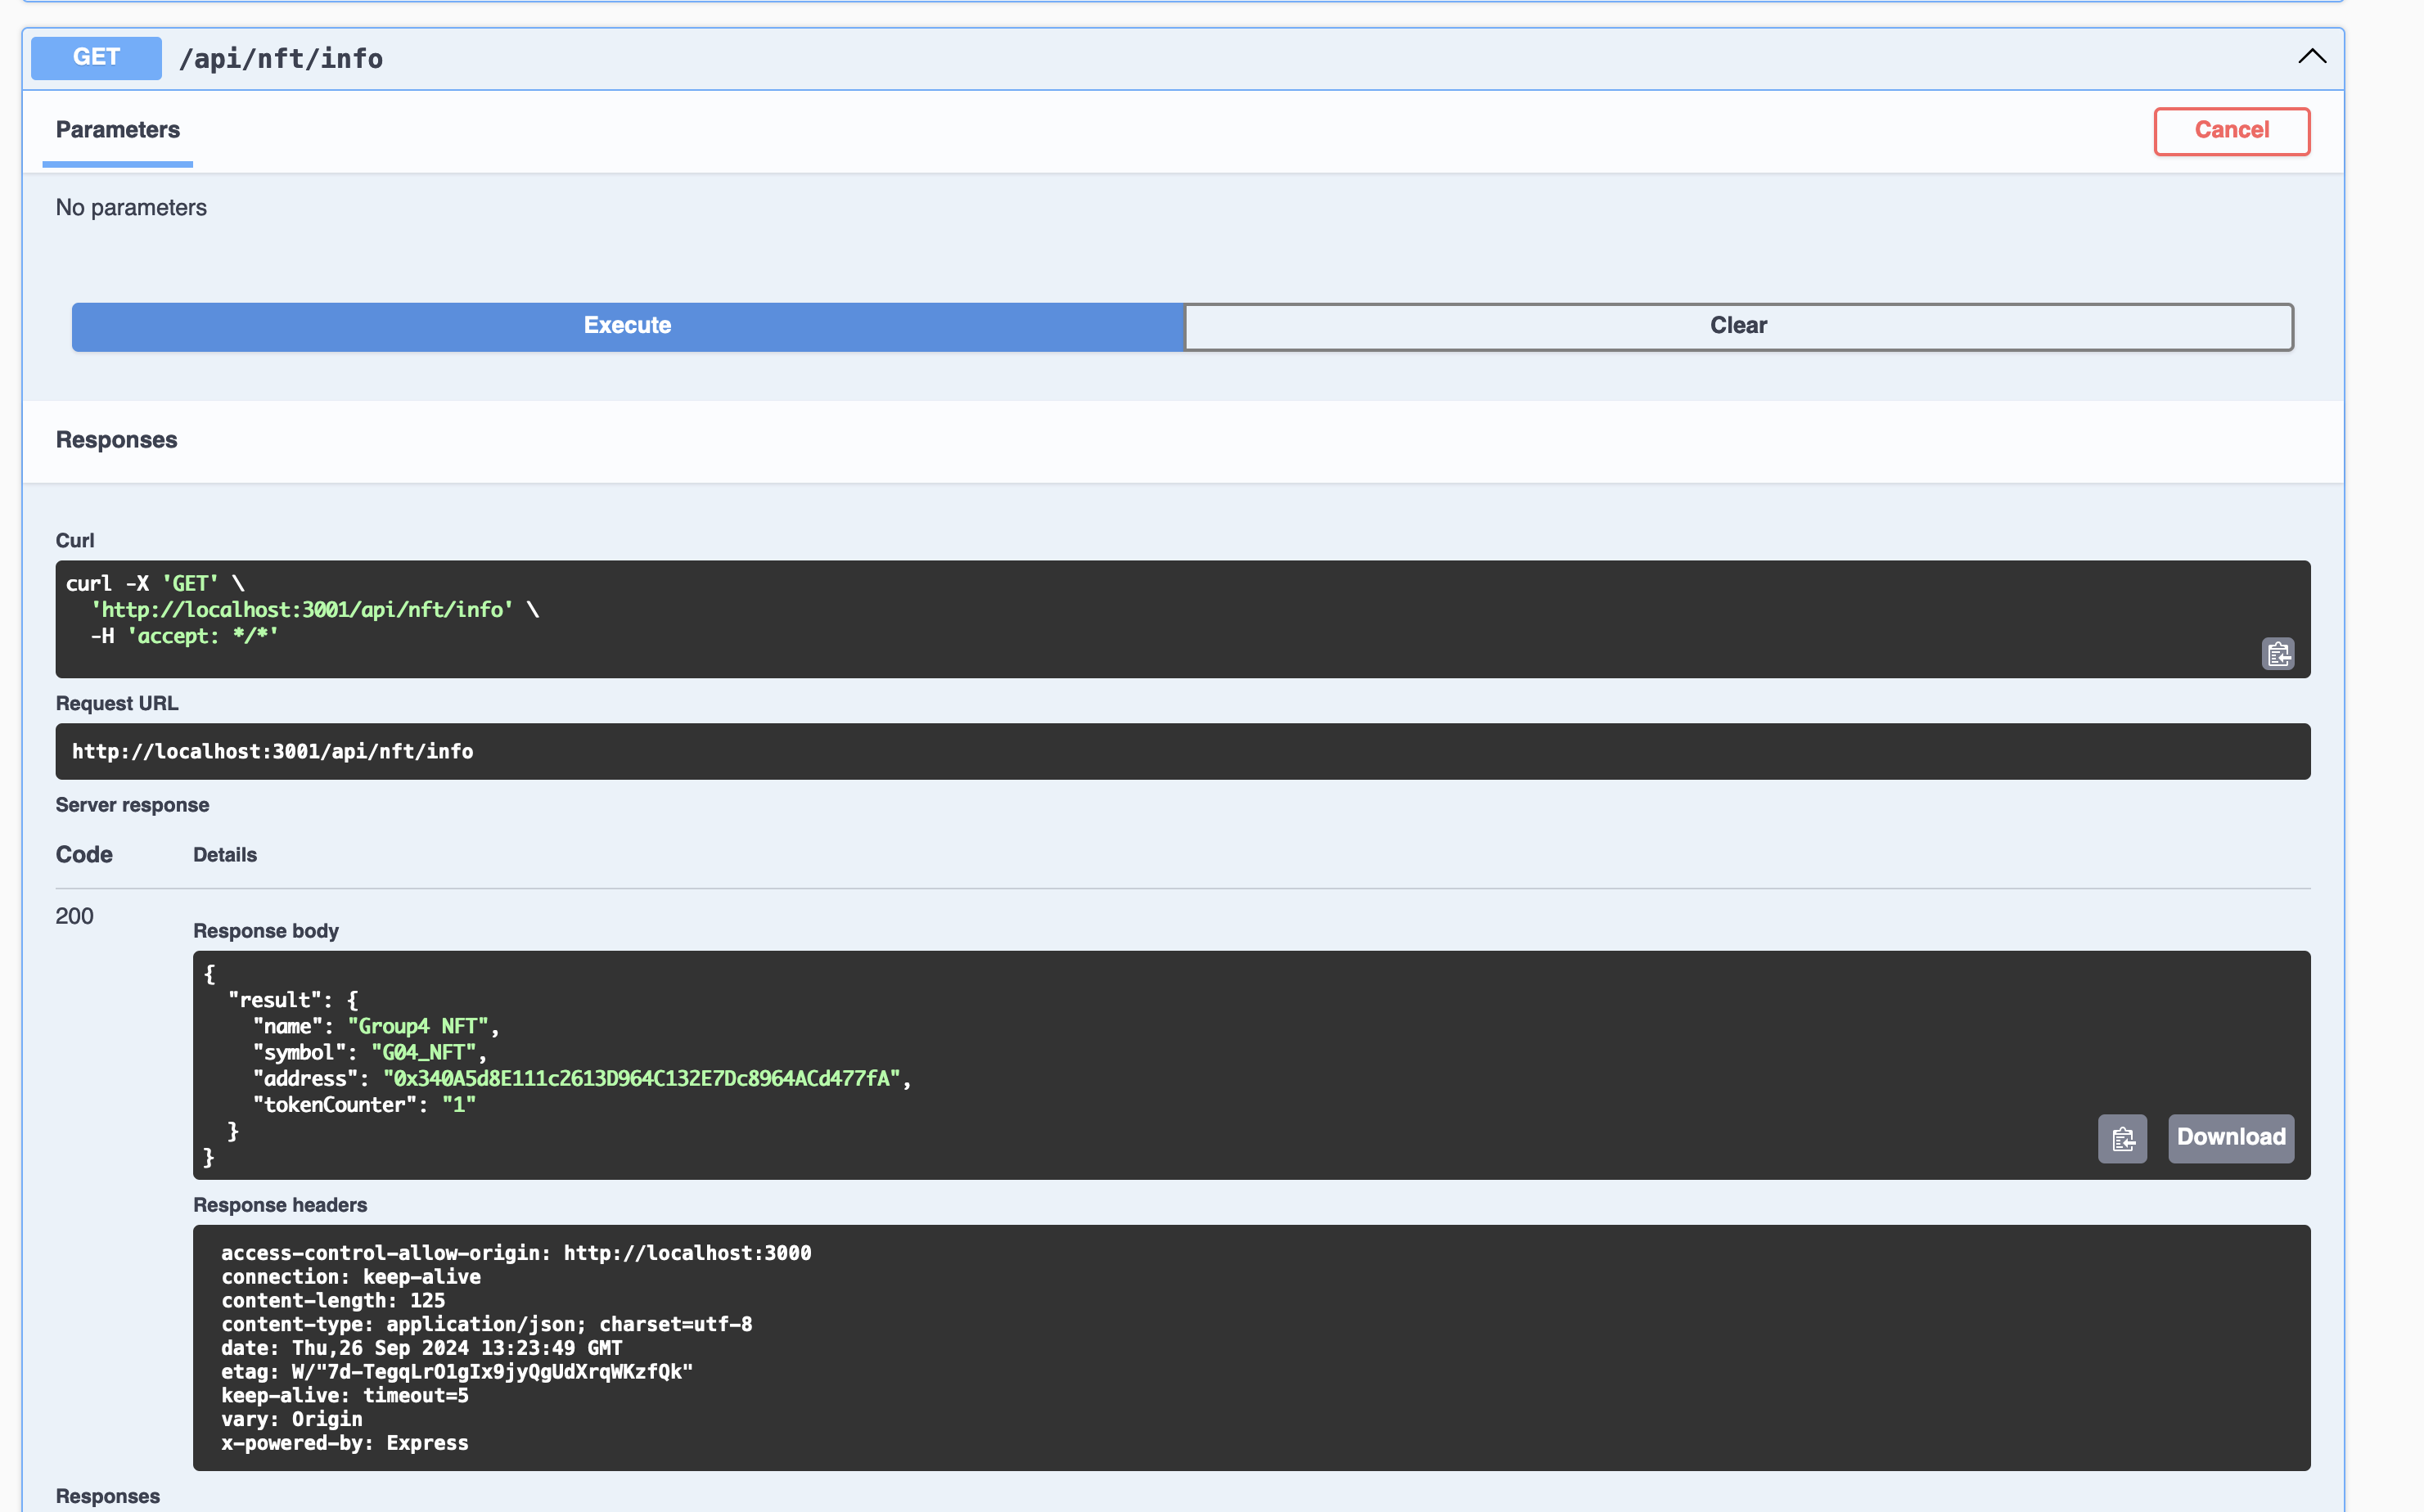 GET /api/nft/info
Parameters
Cancel
No parameters
Execute
Clear
Responses
Curl
curl -X 'GET' \
  'http://localhost:3001/api/nft/info' \
  -H 'accept: */*'
Request URL
http://localhost:3001/api/nft/info
Server response
Code Details
200
Response body
{
  "result": {
    "name": "Group4 NFT",
    "symbol": "G04_NFT",
    "address": "0x340A5d8E111c2613D964C132E7Dc8964ACd477fA",
    "tokenCounter": "1"
  }
}
Download
Response headers
access-control-allow-origin: http://localhost:3000
connection: keep-alive
content-length: 125
content-type: application/json; charset=utf-8
date: Thu,26 Sep 2024 13:23:49 GMT
etag: W/"7d-TegqLrO1gIx9jyQgUdXrqWKzfQk"
keep-alive: timeout=5
vary: Origin
x-powered-by: Express
Responses